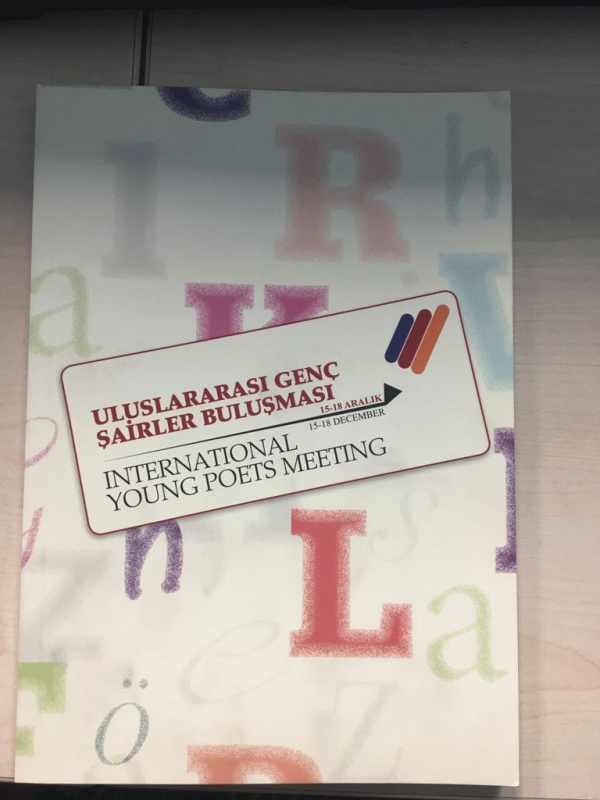 ULUSLARARASI GENÇ
ŞAİRLER BULUŞMASI
15-18 ARALIK
15-18 DECEMBER
INTERNATIONAL
YOUNG POETS MEETING